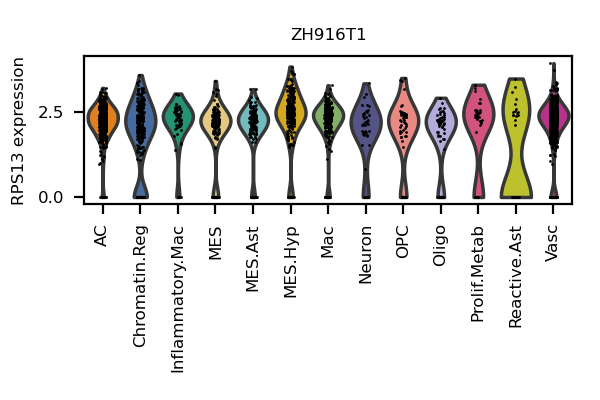 ZH916T1
RPS13 expression
2.5
0.0
AC
Chromatin.Reg
Inflammatory.Mac
MES
MES.Ast
MES.Hyp
Mac
Neuron
OPC
Oligo
Prolif.Metab
Reactive.Ast
Vasc